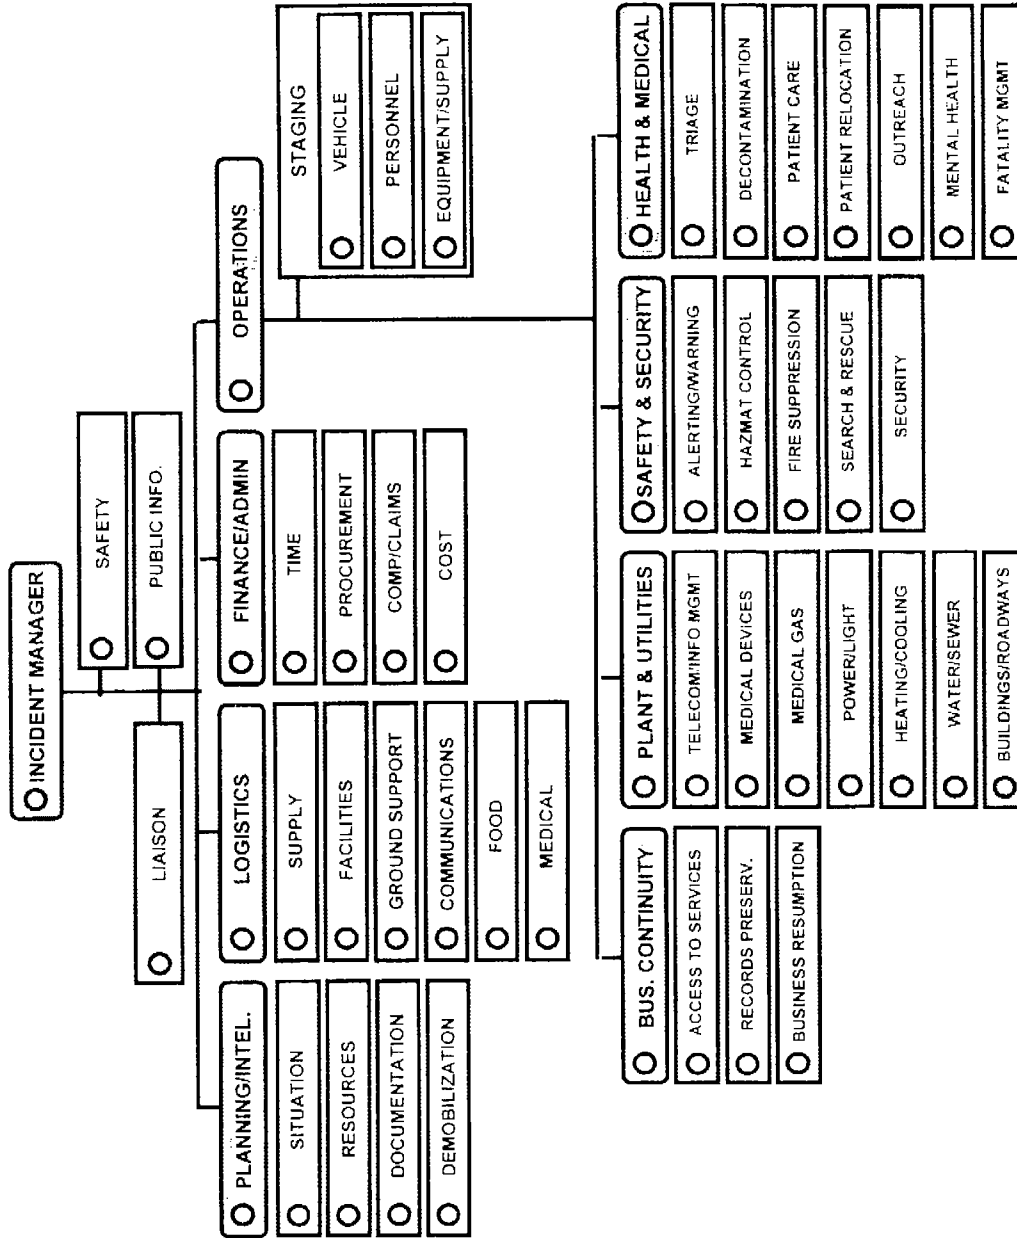 INCIDENT MANAGER
SAFETY
LIAISON
PUBLIC INFO.
PLANNING/INTEL.
SITUATION
RESOURCES
DOCUMENTATION
DEMOBILIZATION
LOGISTICS
SUPPLY
FACILITIES
GROUND SUPPORT
COMMUNICATIONS
FOOD
MEDICAL
FINANCE/ADMIN
TIME
PROCUREMENT
COMP/CLAIMS
COST
OPERATIONS
STAGING
VEHICLE
PERSONNEL
EQUIPMENT/SUPPLY
BUS. CONTINUITY
ACCESS TO SERVICES
RECORDS PRESERV.
BUSINESS RESUMPTION
PLANT & UTILITIES
TELECOM/INFO MGMT
MEDICAL DEVICES
MEDICAL GAS
POWER/LIGHT
HEATING/COOLING
WATER/SEWER
BUILDINGS/ROADWAYS
SAFETY & SECURITY
ALERTING/WARNING
HAZMAT CONTROL
FIRE SUPPRESSION
SEARCH & RESCUE
SECURITY
HEALTH & MEDICAL
TRIAGE
DECONTAMINATION
PATIENT CARE
PATIENT RELOCATION
OUTREACH
MENTAL HEALTH
FATALITY MGMT